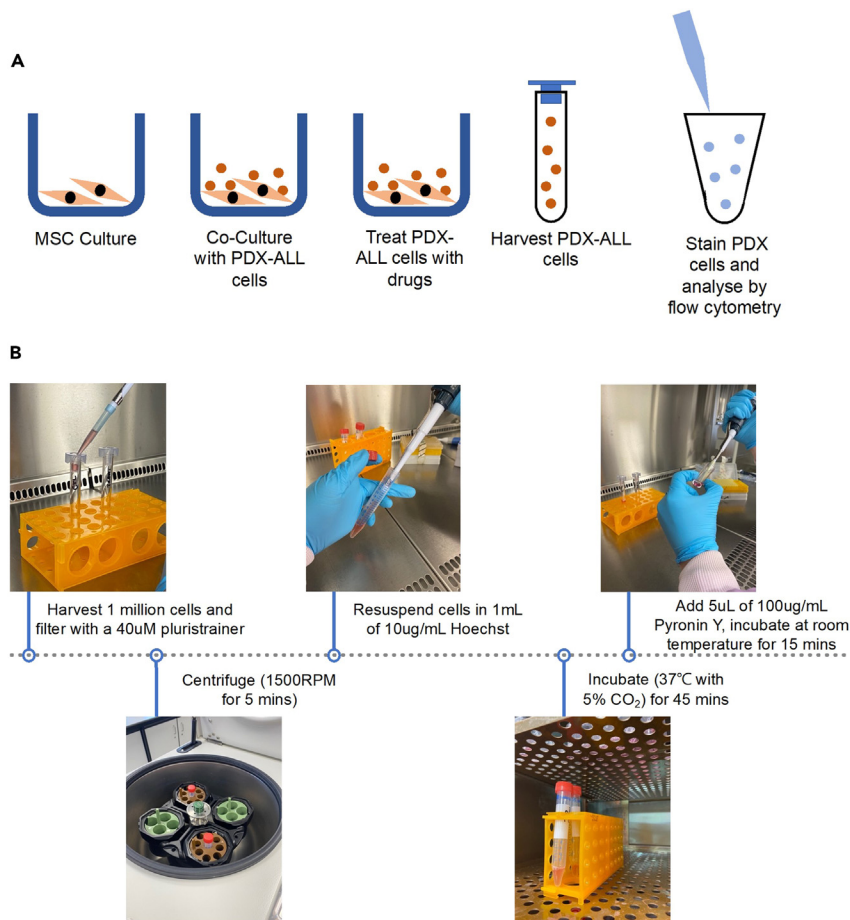 A
MSC Culture
Co-Culture
with PDX-ALL
cells
Treat PDX-
ALL cells with
drugs
Harvest PDX-ALL
cells
Stain PDX
cells and
analyse by
flow cytometry
B
Harvest 1 million cells and
filter with a 40uM pluristrainer
Resuspend cells in 1mL
of 10ug/mL Hoechst
Add 5uL of 100ug/mL
Pyronin Y, incubate at room
temperature for 15 mins
Centrifuge (1500RPM
for 5 mins)
Incubate (37℃ with
5% CO₂) for 45 mins